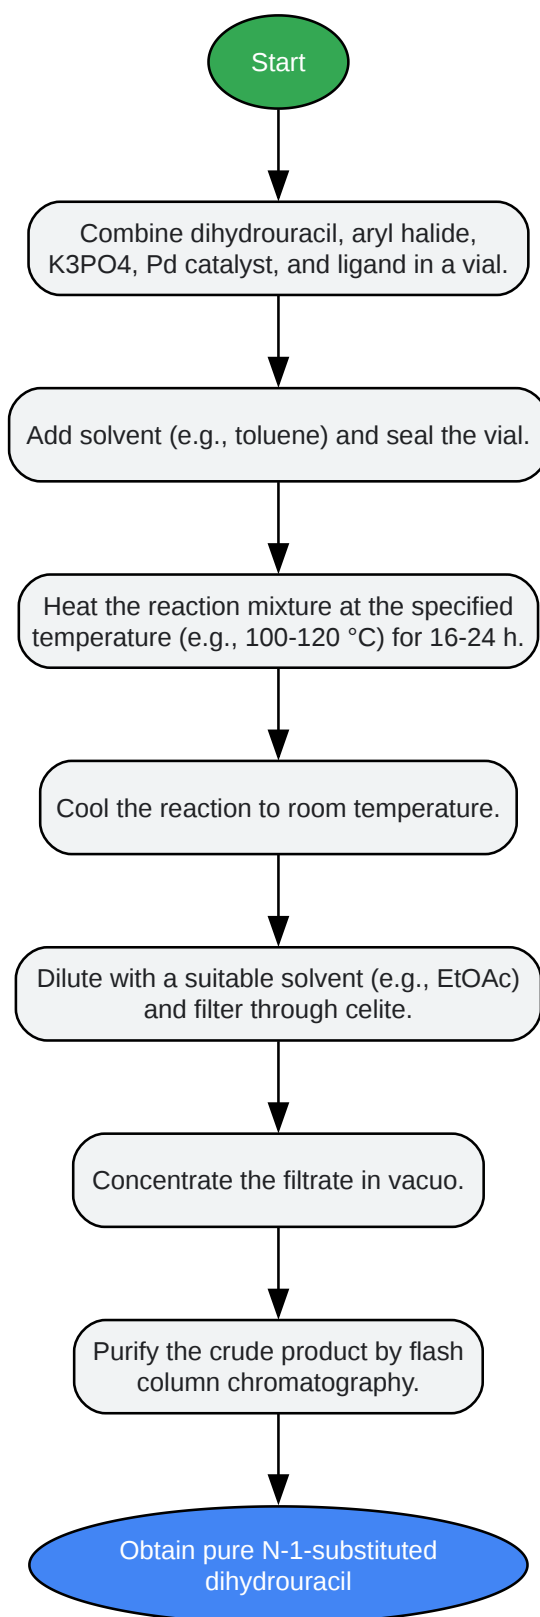 Start
Combine dihydrouracil, aryl halide,
K3PO4, Pd catalyst, and ligand in a vial.
Add solvent (e.g., toluene) and seal the vial.
Heat the reaction mixture at the specified
temperature (e.g., 100-120 °C) for 16-24 h.
Cool the reaction to room temperature.
Dilute with a suitable solvent (e.g., EtOAc)
and filter through celite.
Concentrate the filtrate in vacuo.
Purify the crude product by flash
column chromatography.
Obtain pure N-1-substituted
dihydrouracil